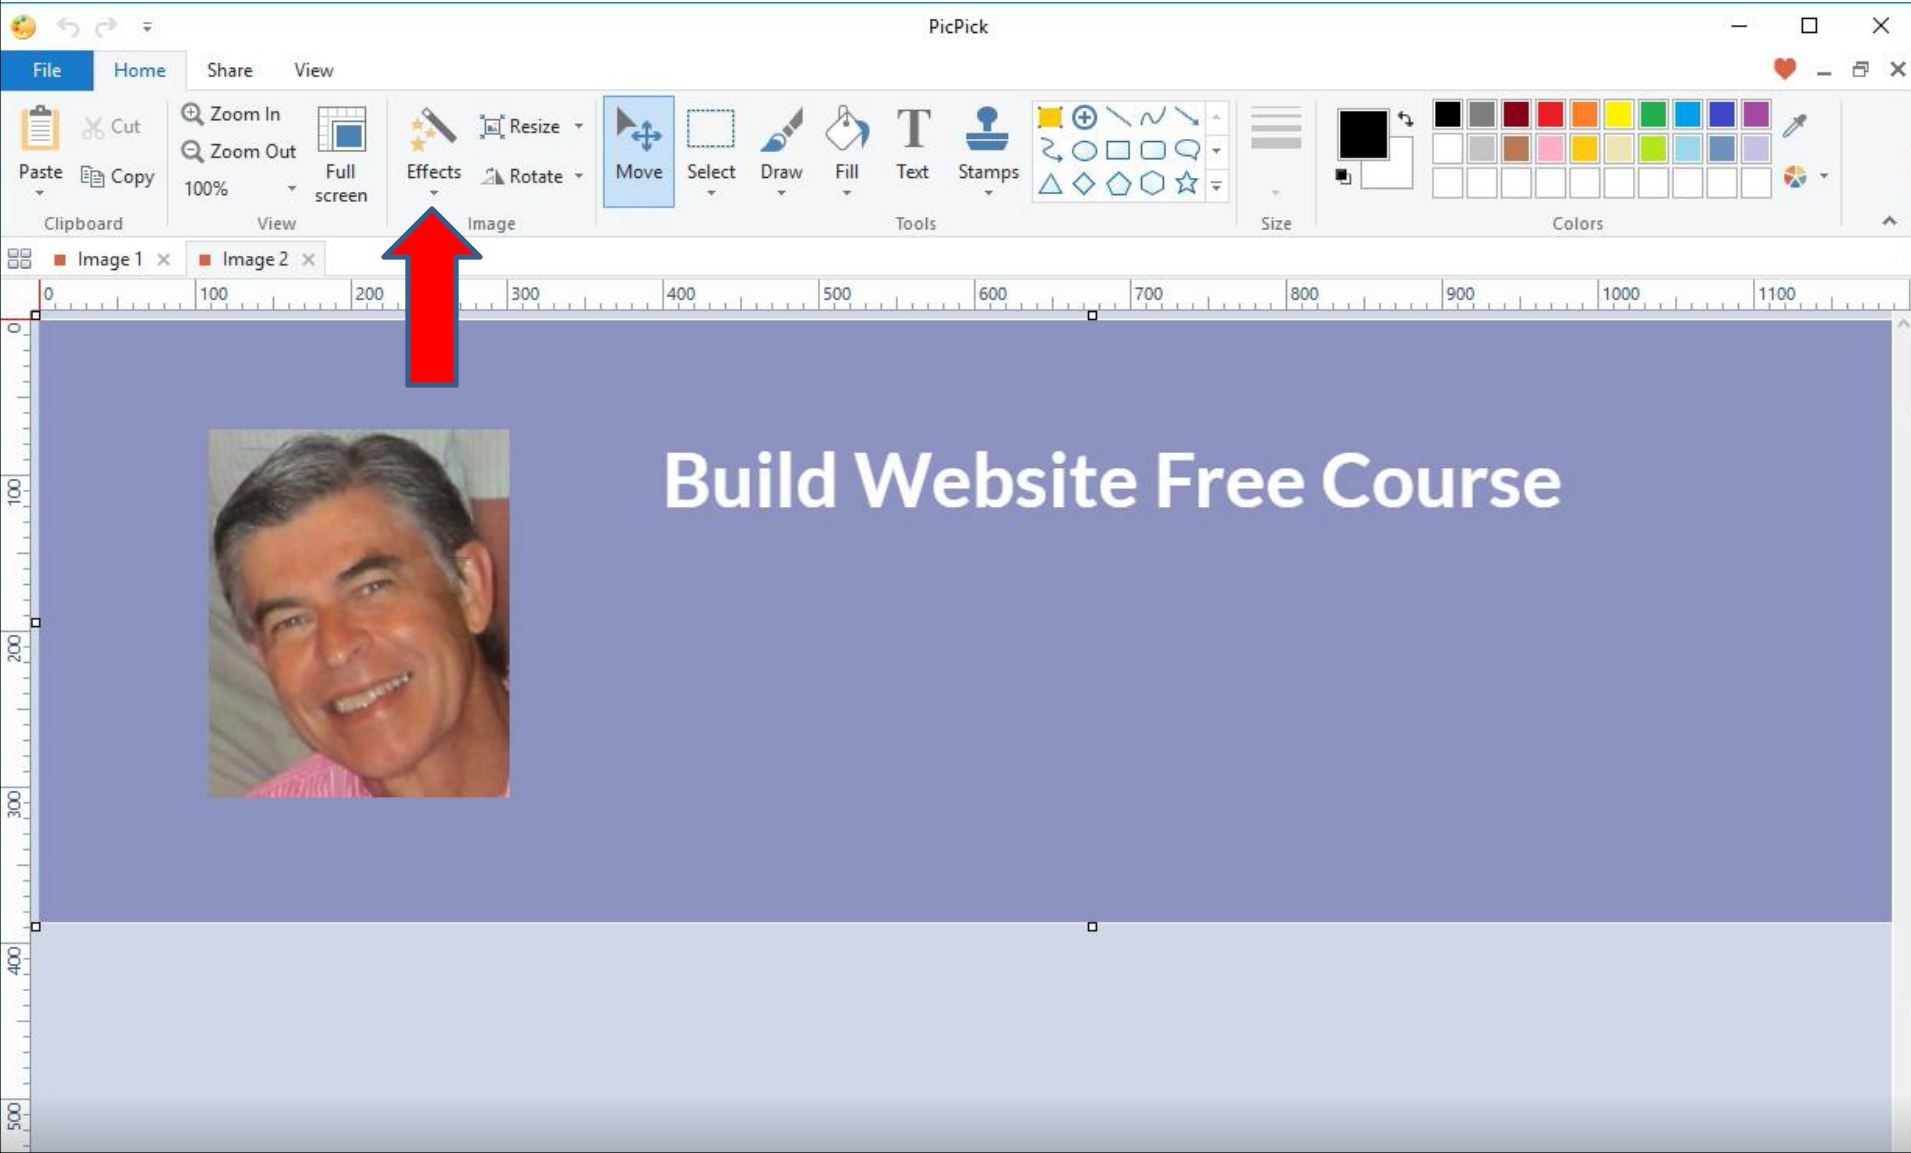 PicPick
File Home Share View
Paste Cut Copy
Clipboard
Zoom In
Zoom Out
100%
Full screen
View
Effects Resize Rotate
Image
Move Select Draw Fill Text Stamps
Tools
Size
Colors
Image 1 Image 2
0 100 200 300 400 500 600 700 800 900 1000 1100
0
100
200
300
400
500
Build Website Free Course